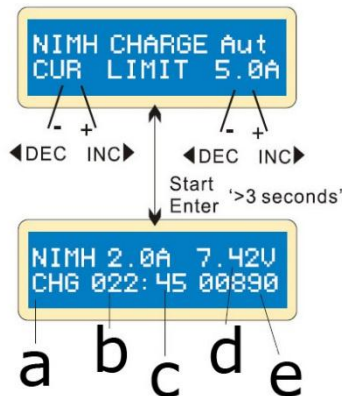 NIMH CHARGE Aut
CUR LIMIT 5.0A
- +
- +
◀DEC INC▶
◀DEC INC▶
Start
Enter '>3 seconds'
NIMH 2.0A 7.42V
CHG 022:45 00890
a b c d e